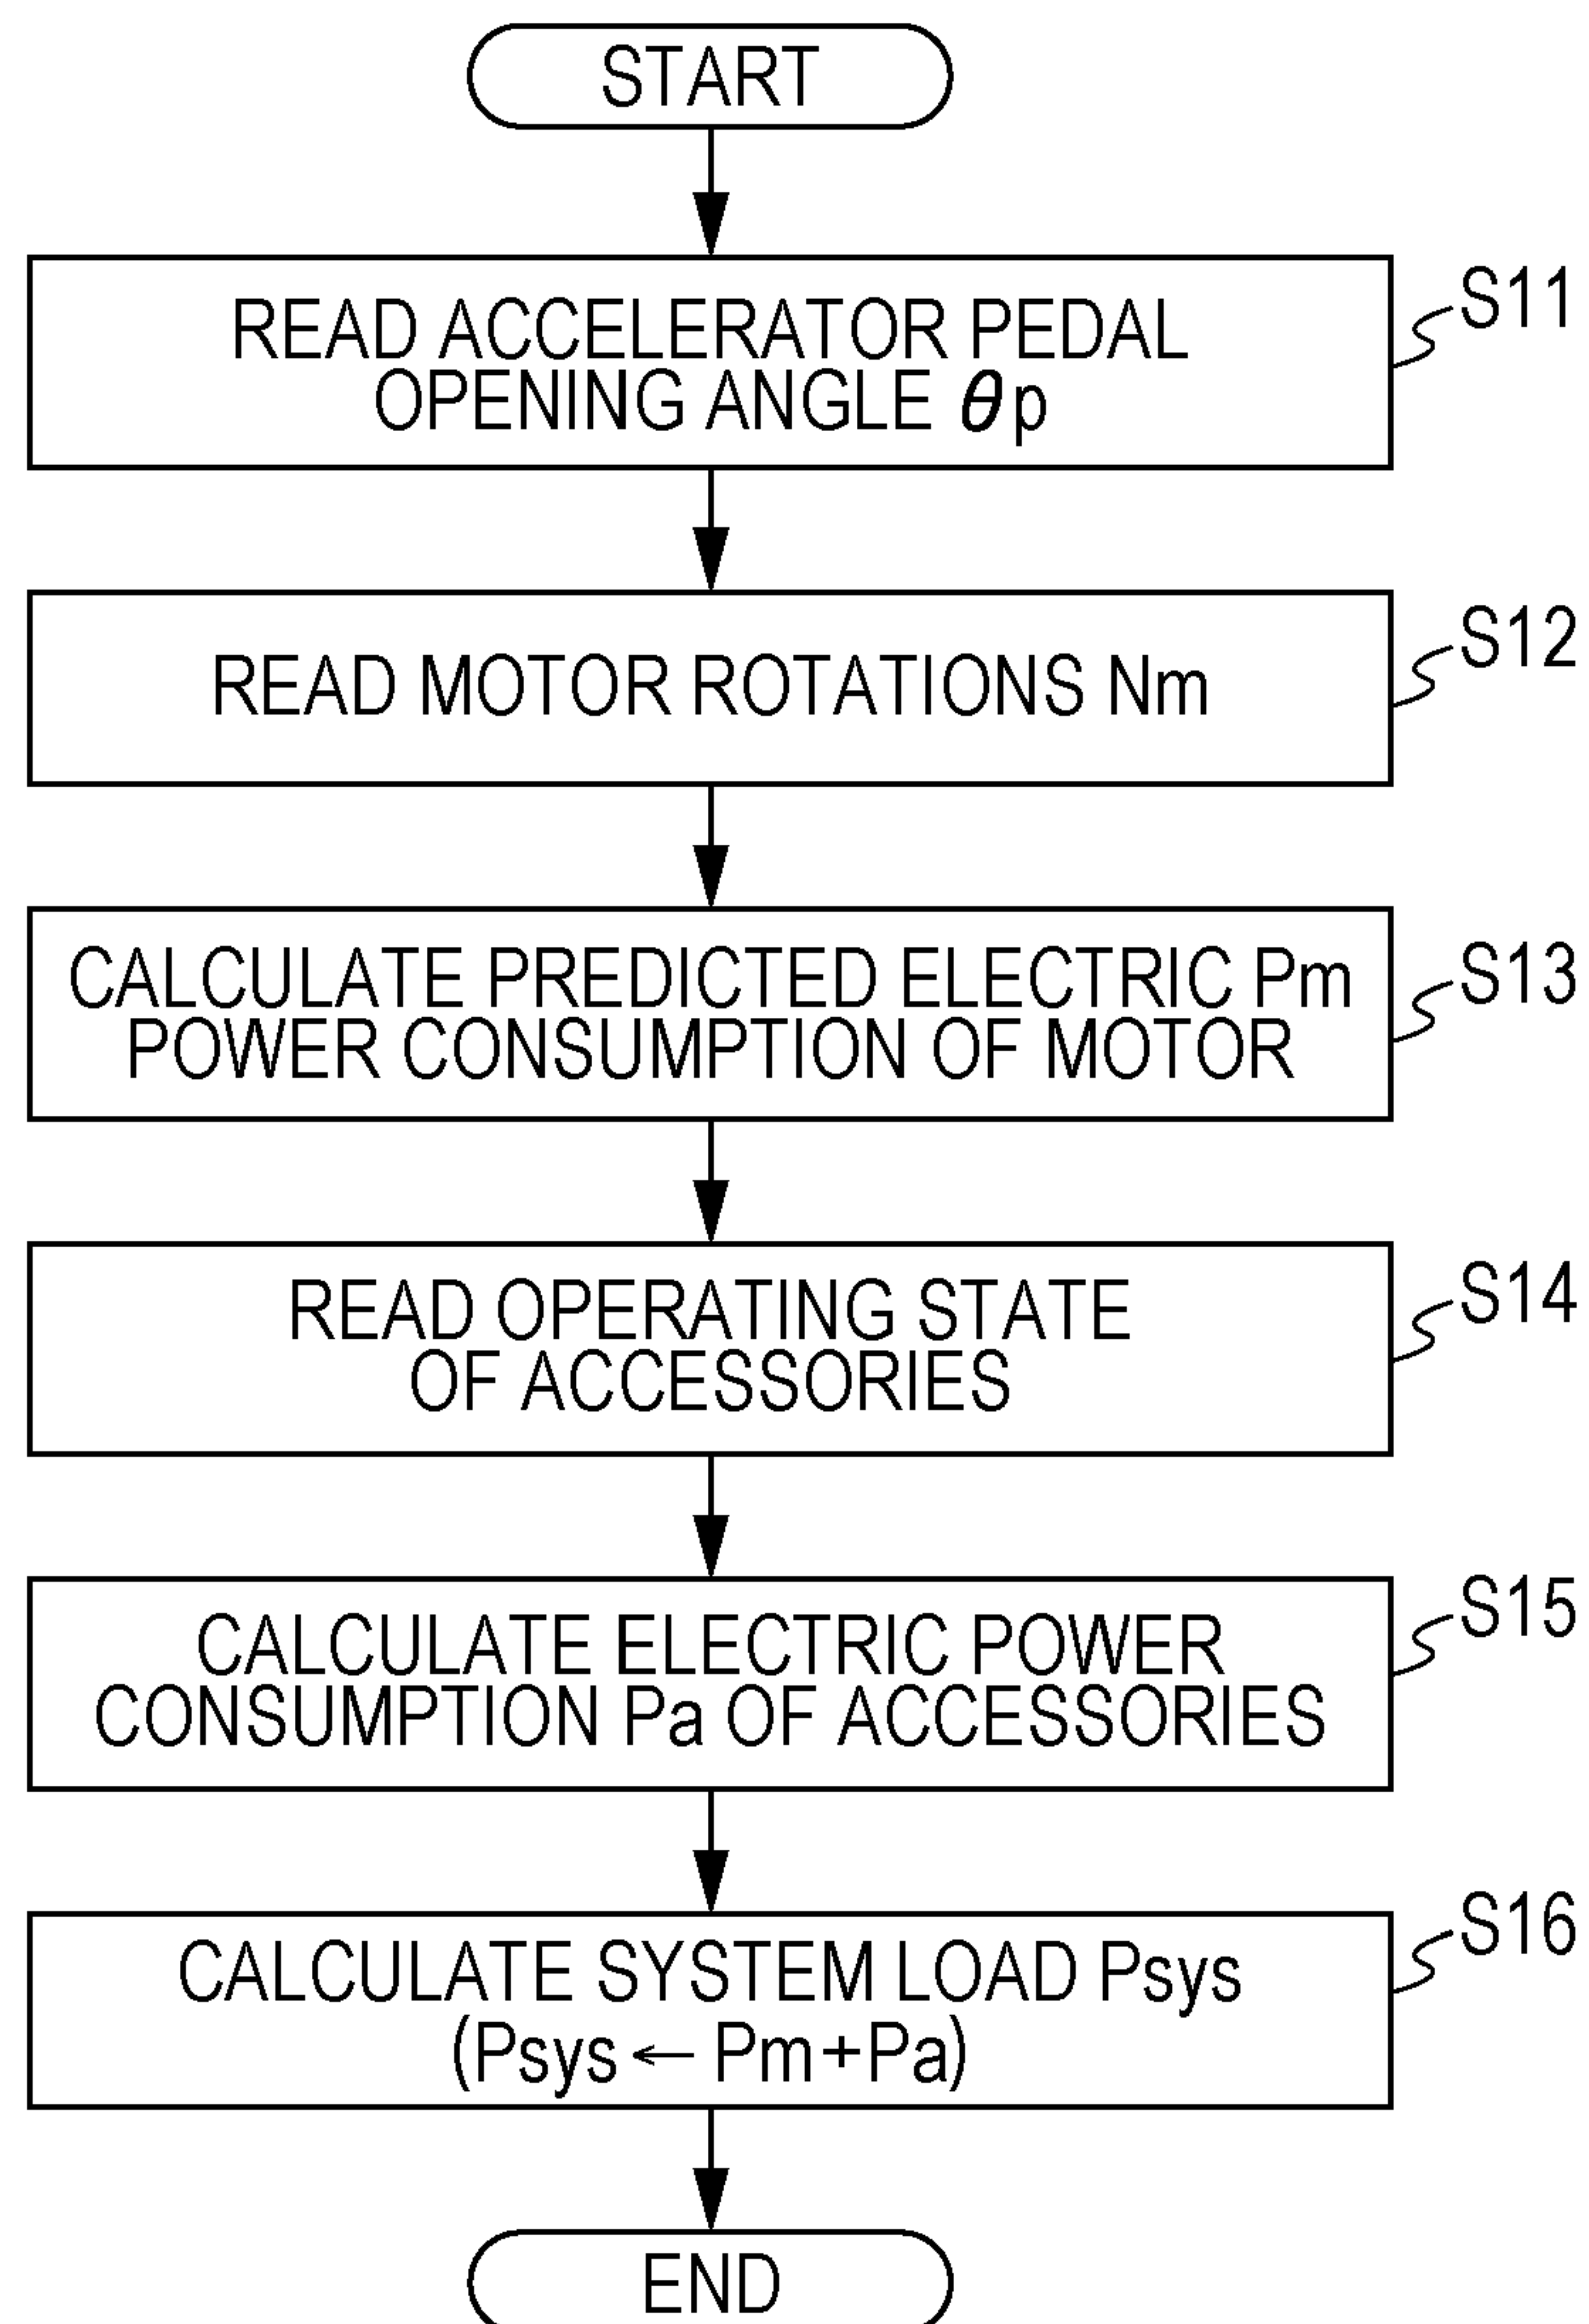 START
READ ACCELERATOR PEDAL
OPENING ANGLE θp
S11
READ MOTOR ROTATIONS Nm
S12
CALCULATE PREDICTED ELECTRIC Pm
POWER CONSUMPTION OF MOTOR
S13
READ OPERATING STATE
OF ACCESSORIES
S14
CALCULATE ELECTRIC POWER
CONSUMPTION Pa OF ACCESSORIES
S15
CALCULATE SYSTEM LOAD Psys
(Psys ← Pm+Pa)
S16
END